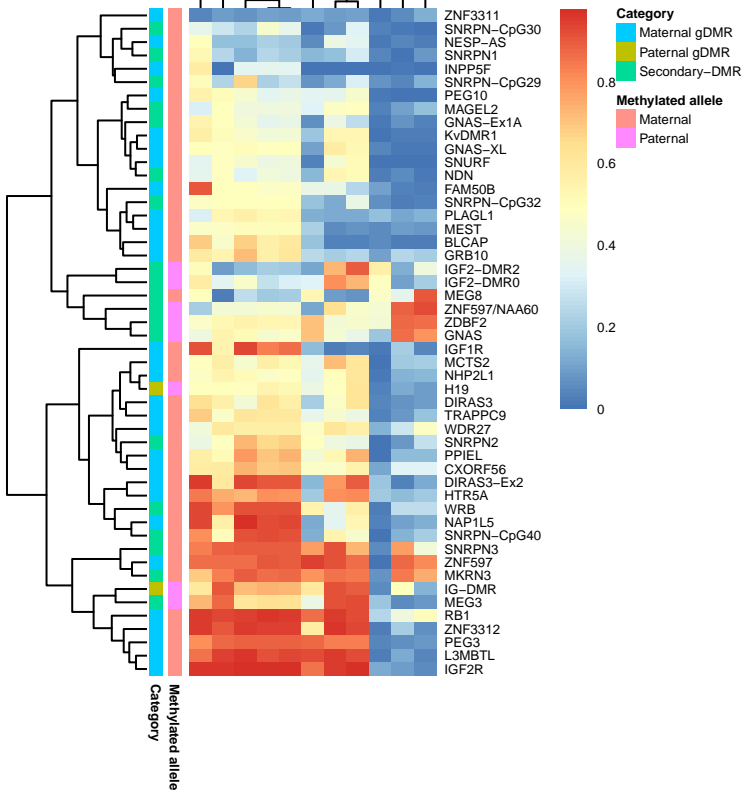 ZNF3311
SNRPN−CpG30
NESP−AS
SNRPN1
INPP5F
SNRPN−CpG29
PEG10
MAGEL2
GNAS−Ex1A
KvDMR1
GNAS−XL
SNURF
NDN
FAM50B
SNRPN−CpG32
PLAGL1
MEST
BLCAP
GRB10
IGF2−DMR2
IGF2−DMR0
MEG8
ZNF597/NAA60
ZDBF2
GNAS
IGF1R
MCTS2
NHP2L1
H19
DIRAS3
TRAPPC9
WDR27
SNRPN2
PPIEL
CXORF56
DIRAS3−Ex2
HTR5A
WRB
NAP1L5
SNRPN−CpG40
SNRPN3
ZNF597
MKRN3
IG−DMR
MEG3
RB1
ZNF3312
PEG3
L3MBTL
IGF2R
Category
Methylated allele
0.8
0.6
0.4
0.2
0
Category
Maternal gDMR
Paternal gDMR
Secondary−DMR
Methylated allele
Maternal
Paternal